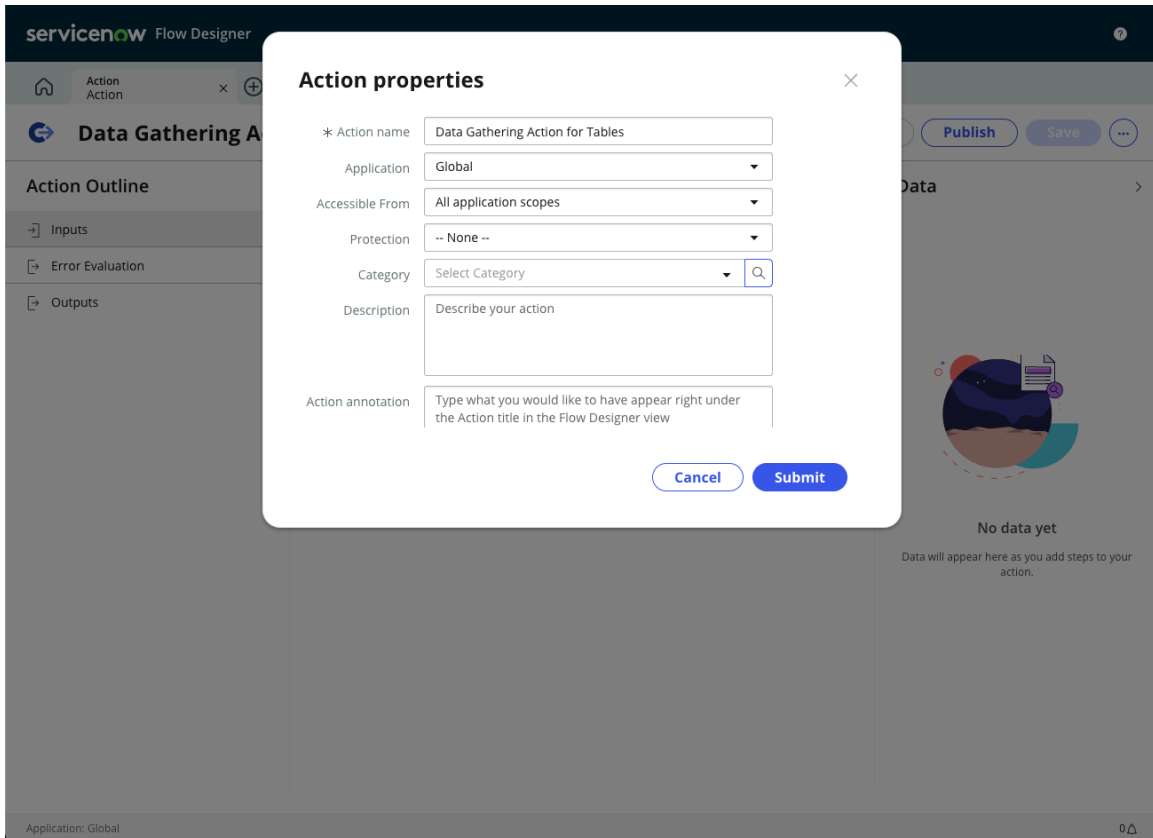 servicenow Flow Designer
Action
Action
Data Gathering A
Publish
Save
Action Outline
Inputs
Error Evaluation
Outputs
Action properties
* Action name
Data Gathering Action for Tables
Application
Global
Accessible From
All application scopes
Protection
-- None --
Category
Select Category
Description
Describe your action
Action annotation
Type what you would like to have appear right under
the Action title in the Flow Designer view
Cancel
Submit
Data
No data yet
Data will appear here as you add steps to your
action.
Application: Global
0